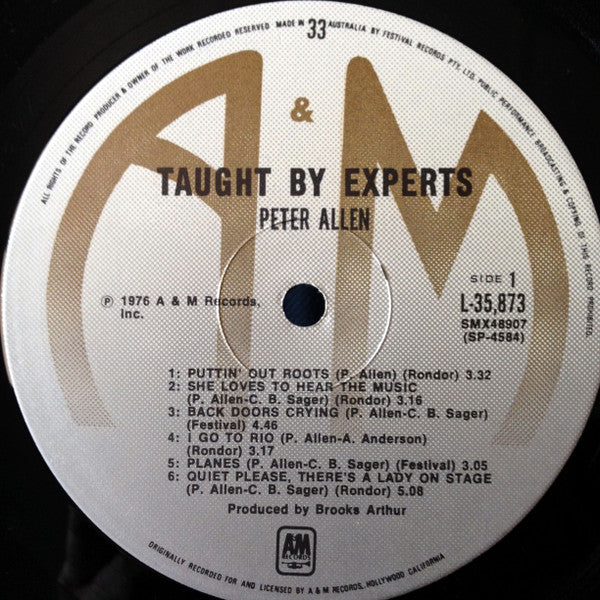 ALL RIGHTS OF THE RECORD PRODUCER & OWNER OF THE WORK RECORDED RESERVED MADE IN AUSTRALIA BY FESTIVAL RECORDS PTY. LTD. PUBLIC PERFORMANCE BROADCASTING & COPYING OF THIS RECORD PROHIBITED.
33
A & M
TAUGHT BY EXPERTS
PETER ALLEN
SIDE 1
℗ 1976 A & M Records, Inc.
L-35,873
SMX48907
(SP-4584)
1: PUTTIN' OUT ROOTS (P. Allen) (Rondor) 3.32
2: SHE LOVES TO HEAR THE MUSIC
(P. Allen-C. B. Sager) (Rondor) 3.16
3: BACK DOORS CRYING (P. Allen-C. B. Sager)
(Festival) 4.46
4: I GO TO RIO (P. Allen-A. Anderson)
(Rondor) 3.17
5: PLANES (P. Allen-C. B. Sager) (Festival) 3.05
6: QUIET PLEASE, THERE'S A LADY ON STAGE
(P. Allen-C. B. Sager) (Rondor) 5.08
Produced by Brooks Arthur
AM
RECORDS
ORIGINALLY RECORDED FOR AND LICENSED BY A & M RECORDS, HOLLYWOOD CALIFORNIA